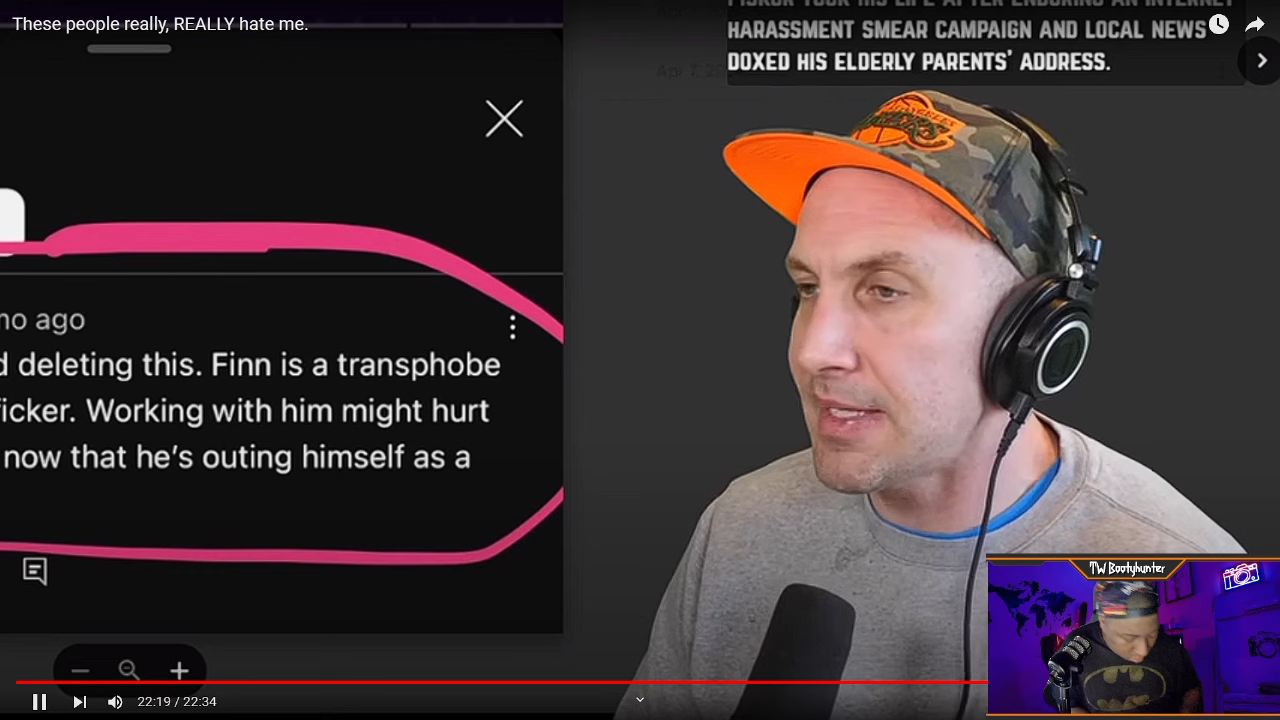 These people really, REALLY hate me.
HARASSMENT SMEAR CAMPAIGN AND LOCAL NEWS
DOXED HIS ELDERLY PARENTS' ADDRESS.
mo ago
d deleting this. Finn is a transphobe
ficker. Working with him might hurt
now that he's outing himself as a
TW Bootyhunter
22:19 / 22:34